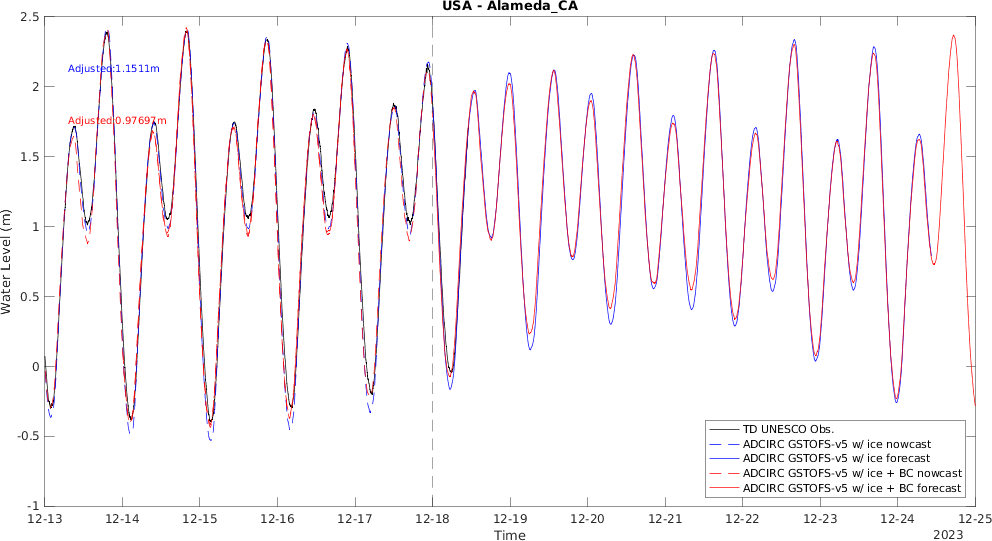 USA - Alameda_CA
2.5
2
1.5
1
0.5
0
-0.5
-1
Water Level (m)
Adjusted:1.1511m
Adjusted:0.97697m
TD UNESCO Obs.
ADCIRC GSTOFS-v5 w/ ice nowcast
ADCIRC GSTOFS-v5 w/ ice forecast
ADCIRC GSTOFS-v5 w/ ice + BC nowcast
ADCIRC GSTOFS-v5 w/ ice + BC forecast
12-13 12-14 12-15 12-16 12-17 12-18 12-19 12-20 12-21 12-22 12-23 12-24 12-25
Time
2023